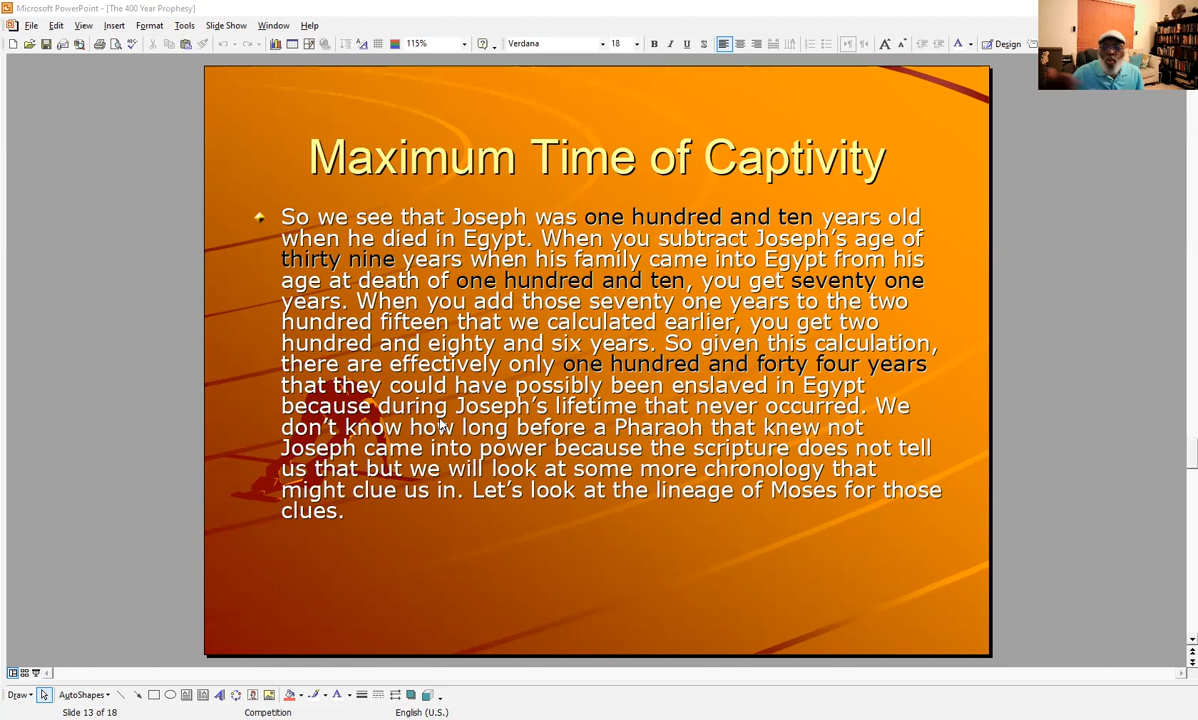 Microsoft PowerPoint - [The 400 Year Prophesy]
File Edit View Insert Format Tools Slide Show Window Help
115% Verdana 18 B I U S Design
Maximum Time of Captivity
So we see that Joseph was one hundred and ten years old
when he died in Egypt. When you subtract Joseph's age of
thirty nine years when his family came into Egypt from his
age at death of one hundred and ten, you get seventy one
years. When you add those seventy one years to the two
hundred fifteen that we calculated earlier, you get two
hundred and eighty and six years. So given this calculation,
there are effectively only one hundred and forty four years
that they could have possibly been enslaved in Egypt
because during Joseph's lifetime that never occurred. We
don't know how long before a Pharaoh that knew not
Joseph came into power because the scripture does not tell
us that but we will look at some more chronology that
might clue us in. Let's look at the lineage of Moses for those
clues.
Draw AutoShapes
Slide 13 of 18 Competition English (U.S.)